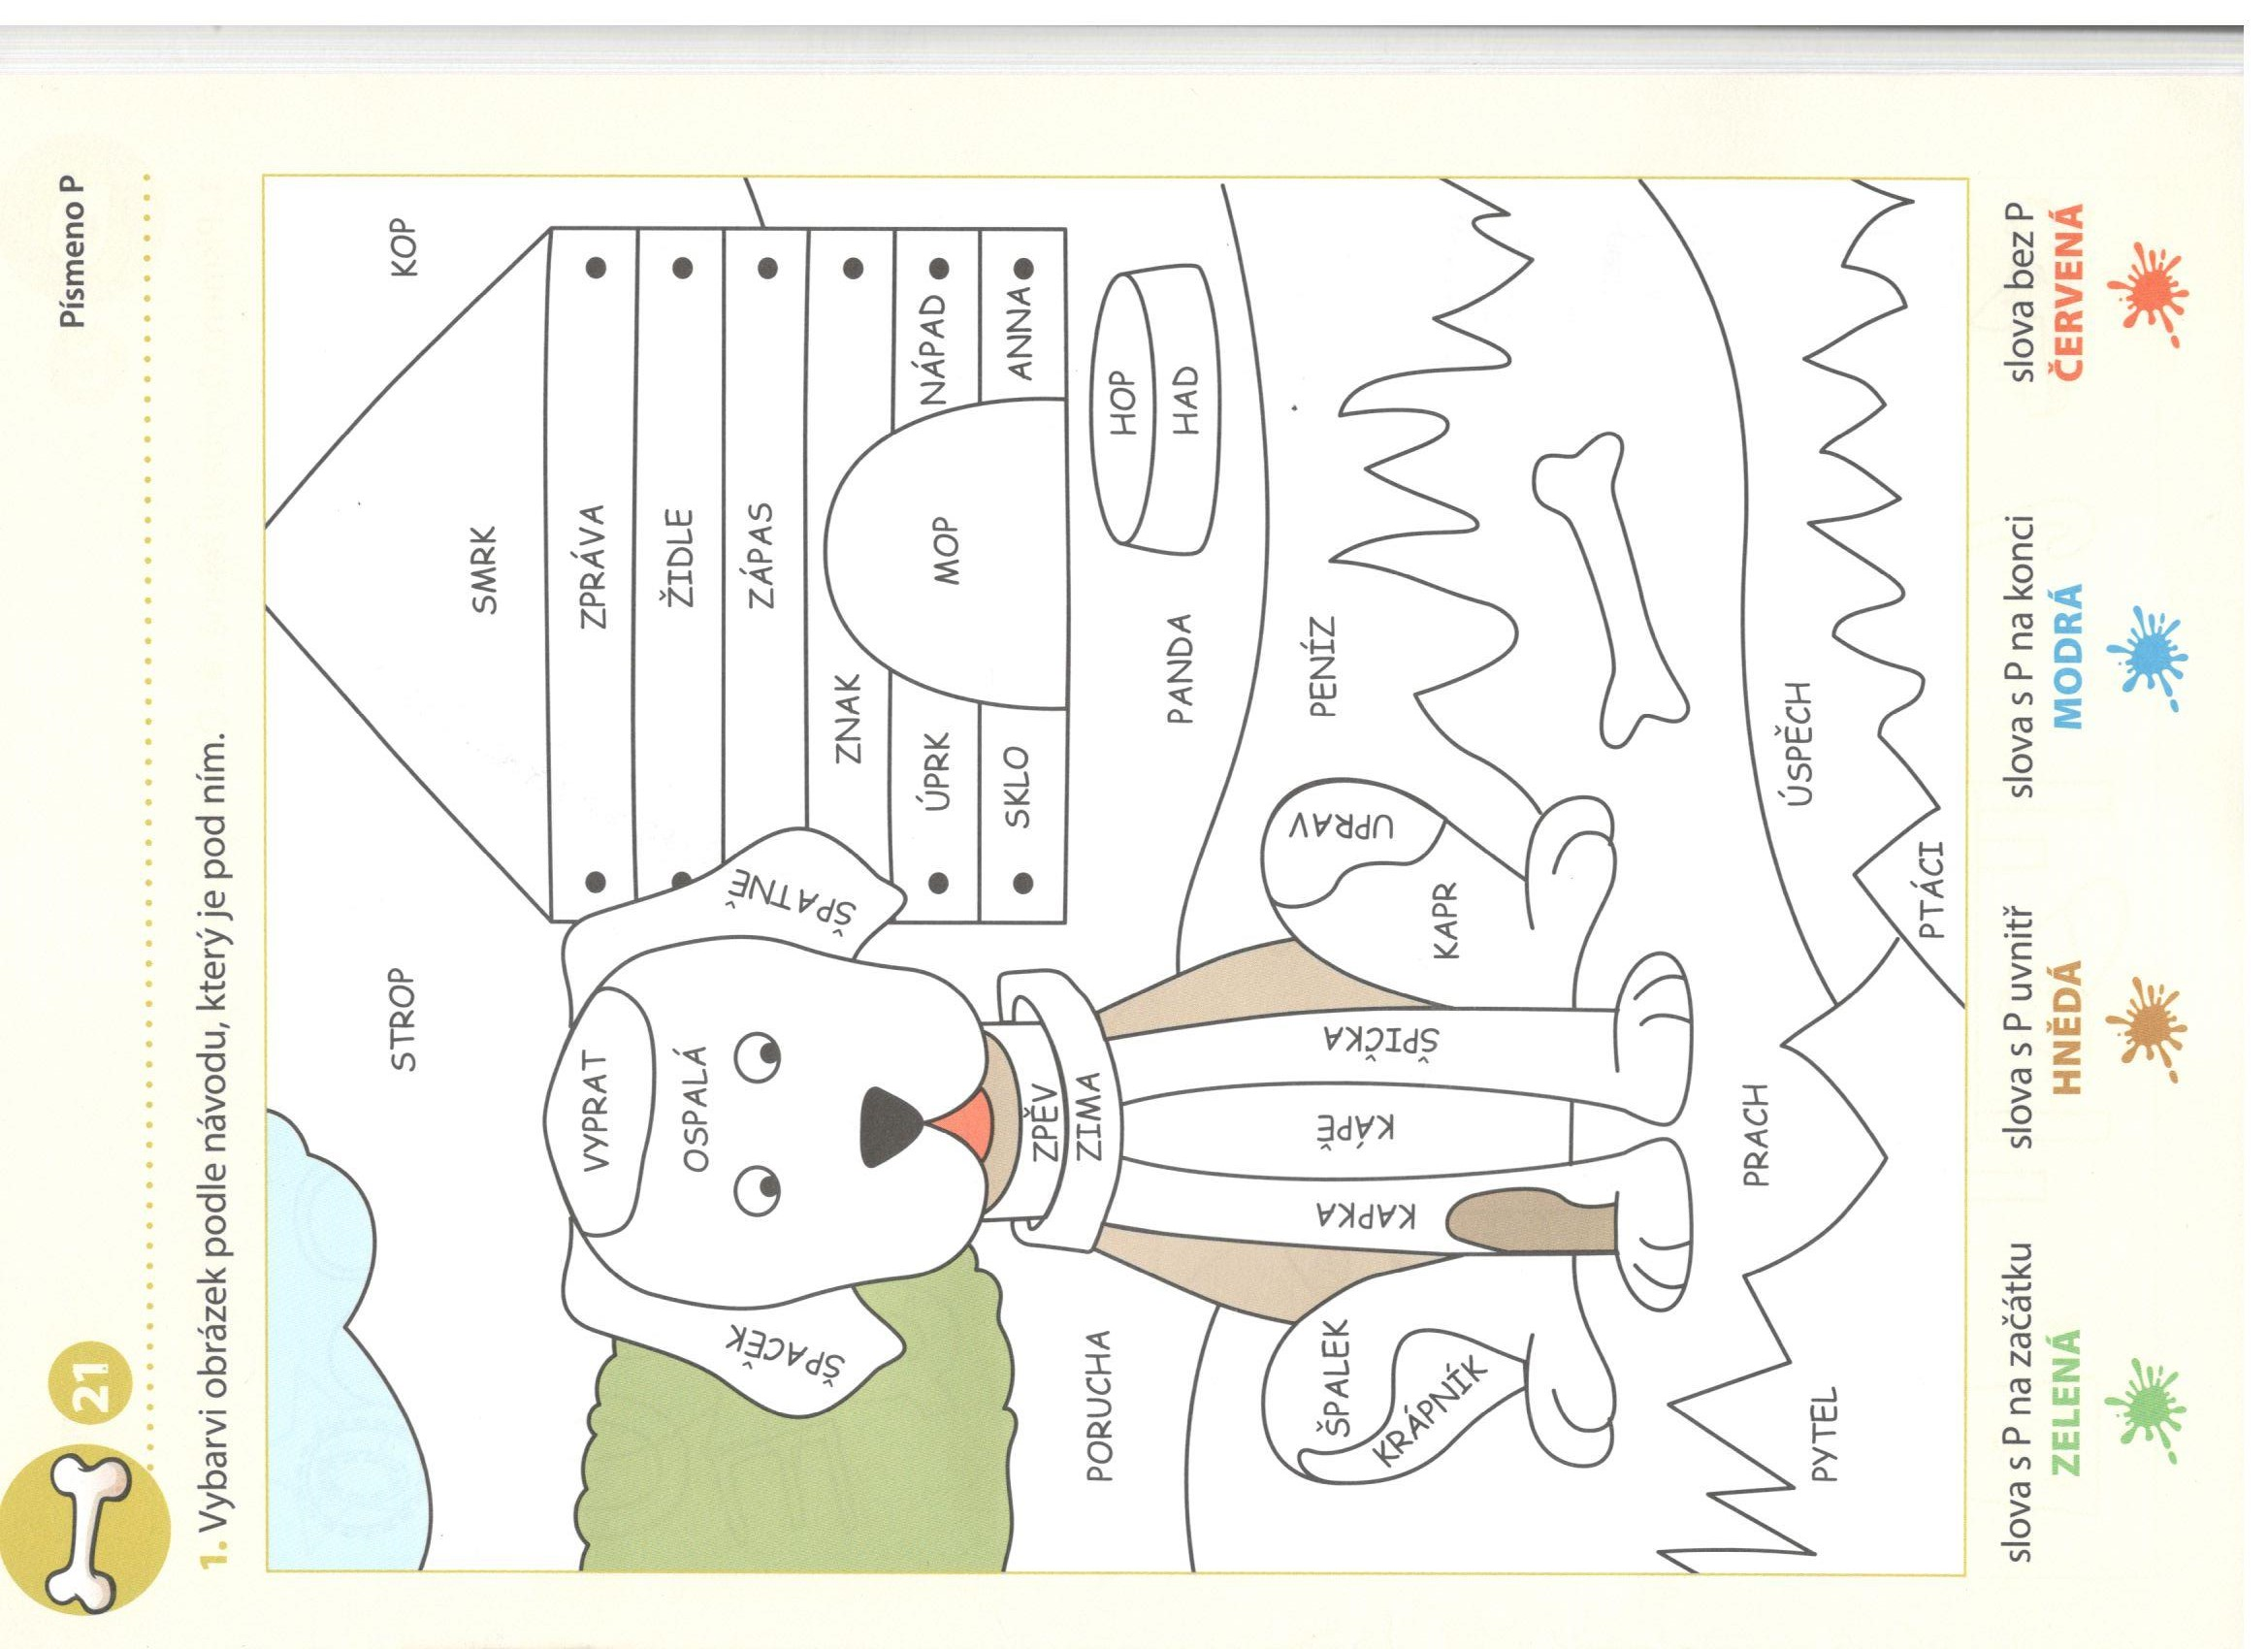 21
Písmeno P
1. Vybarvi obrázek podle návodu, který je pod ním.
STROP
KOP
SMRK
ZPRÁVA
VYPRAT
ŽIDLE
OSPALÁ
ZÁPAS
ŠPAČEK
ŠPATNĚ
ZNAK
ÚPRK
MOP
NÁPAD
SKLO
ANNA
ZPĚV
ZIMA
PORUCHA
HOP
HAD
PANDA
PENÍZ
ŠPALEK
KRÁPNÍK
KAPKA
KÁPĚ
ŠPIČKA
KAPR
UPRAV
PRACH
ÚSPĚCH
PYTEL
PTÁCI
slova s P na začátku
ZELENÁ
slova s P uvnitř
HNĚDÁ
slova s P na konci
MODRÁ
slova bez P
ČERVENÁ